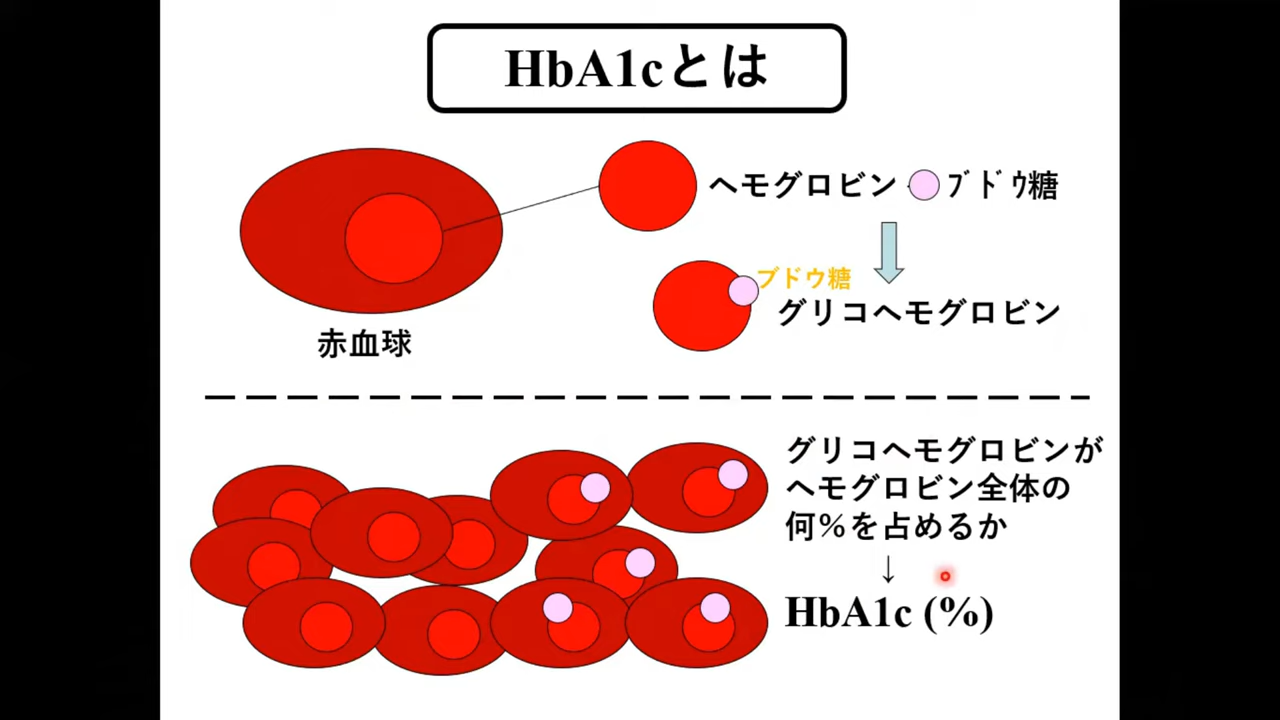 HbA1cとは
ヘモグロビン
ﾌﾞﾄﾞｳ糖
ブドウ糖
グリコヘモグロビン
赤血球
グリコヘモグロビンが
ヘモグロビン全体の
何%を占めるか
↓
HbA1c (%)